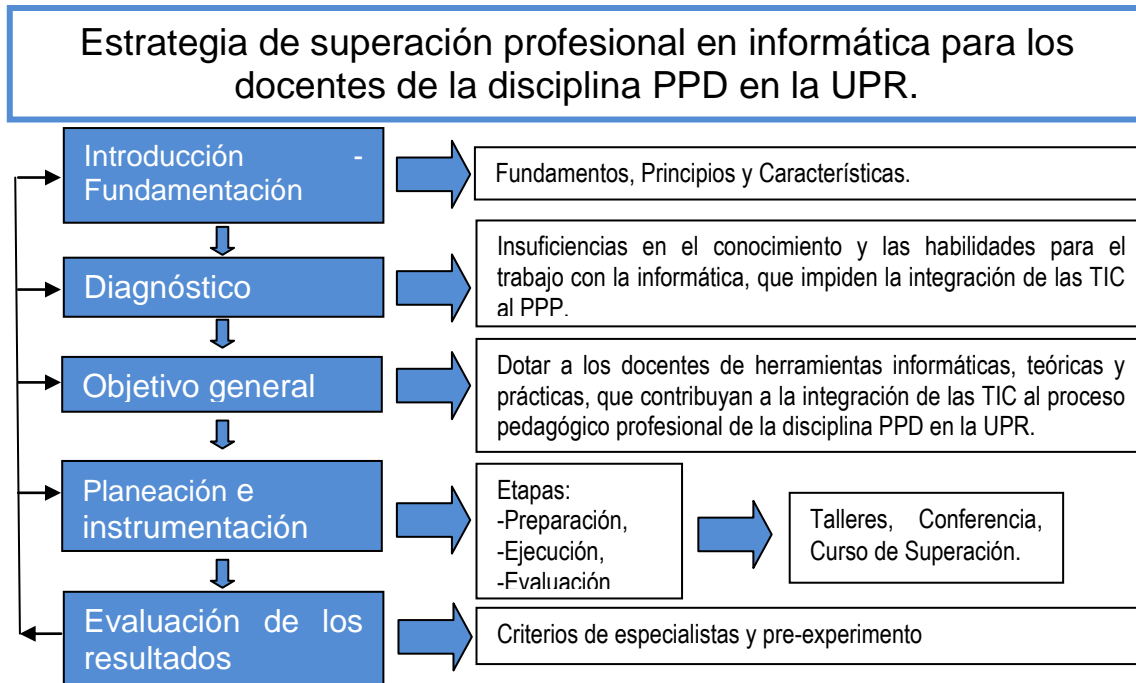 Estrategia de superación profesional en informática para los
docentes de la disciplina PPD en la UPR.
Introducción -
Fundamentación
Fundamentos, Principios y Características.
Diagnóstico
Insuficiencias en el conocimiento y las habilidades para el
trabajo con la informática, que impiden la integración de las TIC
al PPP.
Objetivo general
Dotar a los docentes de herramientas informáticas, teóricas y
prácticas, que contribuyan a la integración de las TIC al proceso
pedagógico profesional de la disciplina PPD en la UPR.
Planeación e
instrumentación
Etapas:
-Preparación,
-Ejecución,
-Evaluación
Talleres, Conferencia,
Curso de Superación.
Evaluación de los
resultados
Criterios de especialistas y pre-experimento